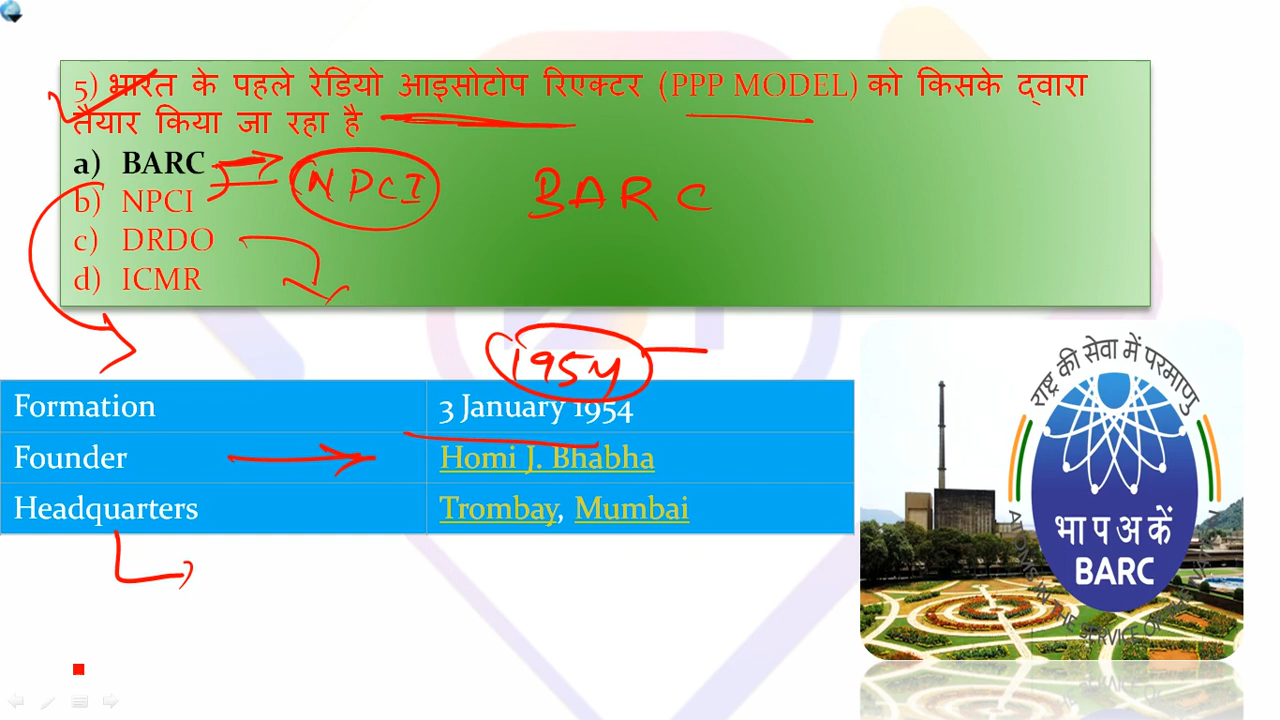 5) भारत के पहले रेडियो आइसोटोप रिएक्टर (PPP MODEL) को किसके द्वारा
तैयार किया जा रहा है
a) BARC
b) NPCI
c) DRDO
d) ICMR
NPCI
BARC
1954
Formation 3 January 1954
Founder Homi J. Bhabha
Headquarters Trombay, Mumbai
राष्ट्र की सेवा में परमाणु
भा प अ कें
BARC